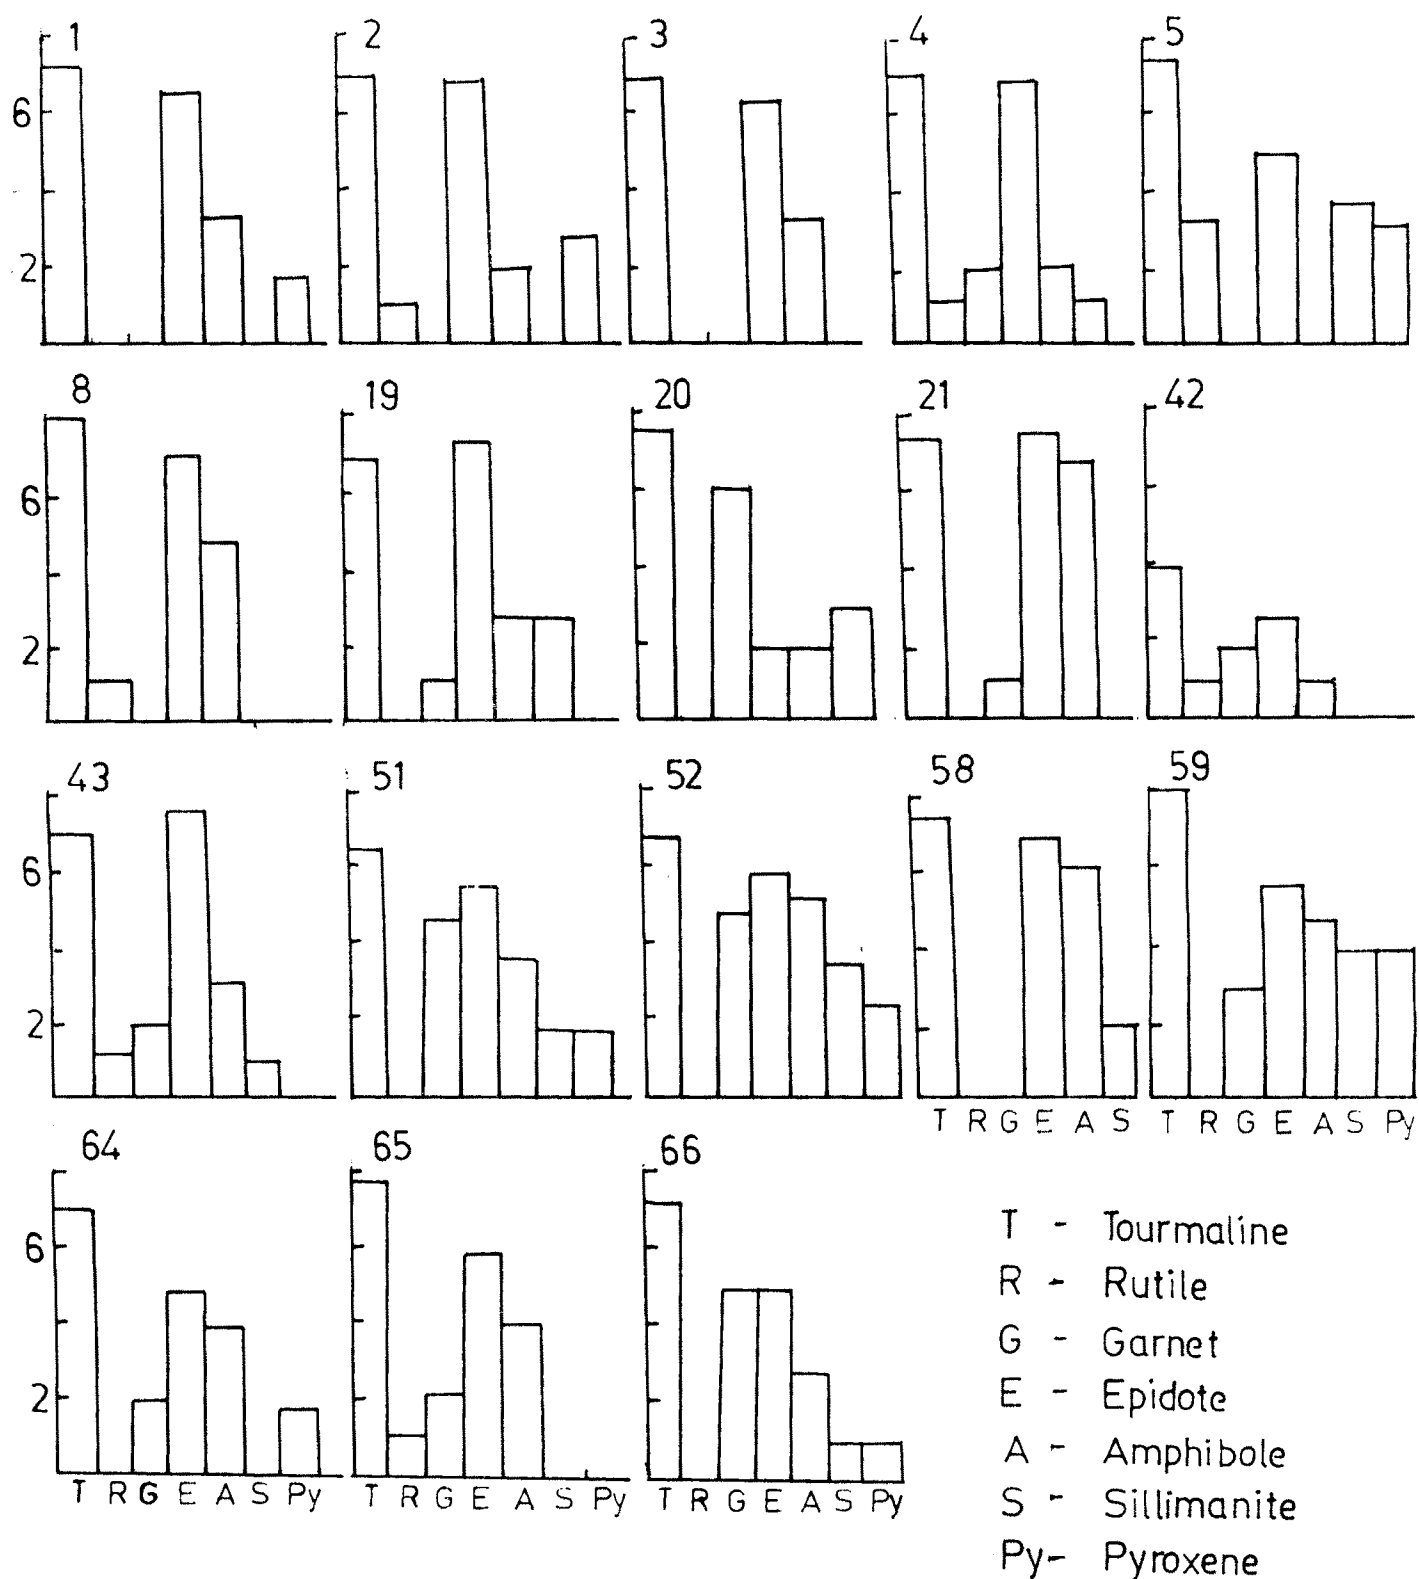 1 2 3 4 5
6
2
8 19 20 21 42
6
2
43 51 52 58 59
6
2
T R G E A S T R G E A S Py
64 65 66
6
2
T R G E A S Py T R G E A S Py T R G E A S Py
T - Tourmaline
R - Rutile
G - Garnet
E - Epidote
A - Amphibole
S - Sillimanite
Py- Pyroxene